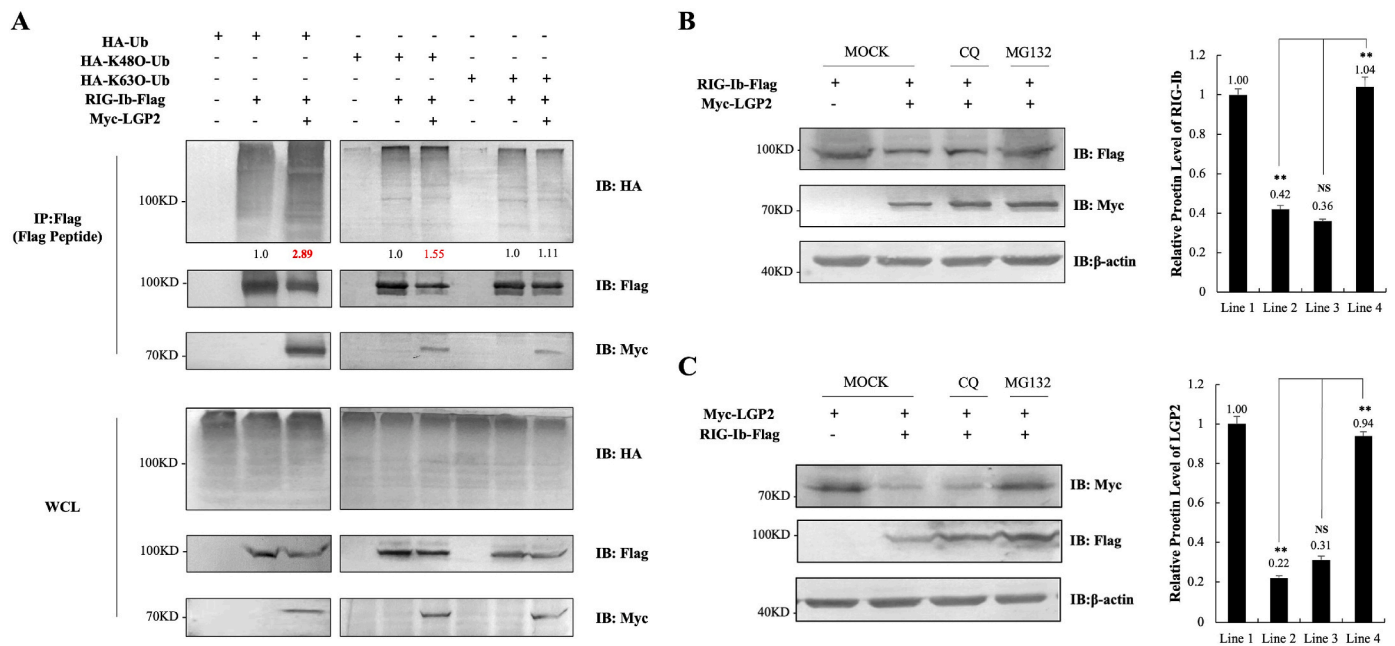 A
HA-Ub + + + - - - - - -
HA-K48O-Ub - - - + + + - - -
HA-K63O-Ub - - - - - - + + +
RIG-Ib-Flag - + + - + + - + +
Myc-LGP2 - - + - - + - - +
IP:Flag
(Flag Peptide)
100KD
IB: HA
1.0 2.89 1.0 1.55 1.0 1.11
100KD
IB: Flag
70KD
IB: Myc
WCL
100KD
IB: HA
100KD
IB: Flag
70KD
IB: Myc
B
MOCK CQ MG132
RIG-Ib-Flag + + + +
Myc-LGP2 - + + +
100KD
IB: Flag
70KD
IB: Myc
40KD
IB:β-actin
Relative Proetin Level of RIG-Ib
1.2
1
0.8
0.6
0.4
0.2
0
1.00
**
0.42
NS
0.36
**
1.04
Line 1 Line 2 Line 3 Line 4
C
MOCK CQ MG132
Myc-LGP2 + + + +
RIG-Ib-Flag - + + +
70KD
IB: Myc
100KD
IB: Flag
40KD
IB:β-actin
Relative Proetin Level of LGP2
1.2
1
0.8
0.6
0.4
0.2
0
1.00
**
0.22
NS
0.31
**
0.94
Line 1 Line 2 Line 3 Line 4